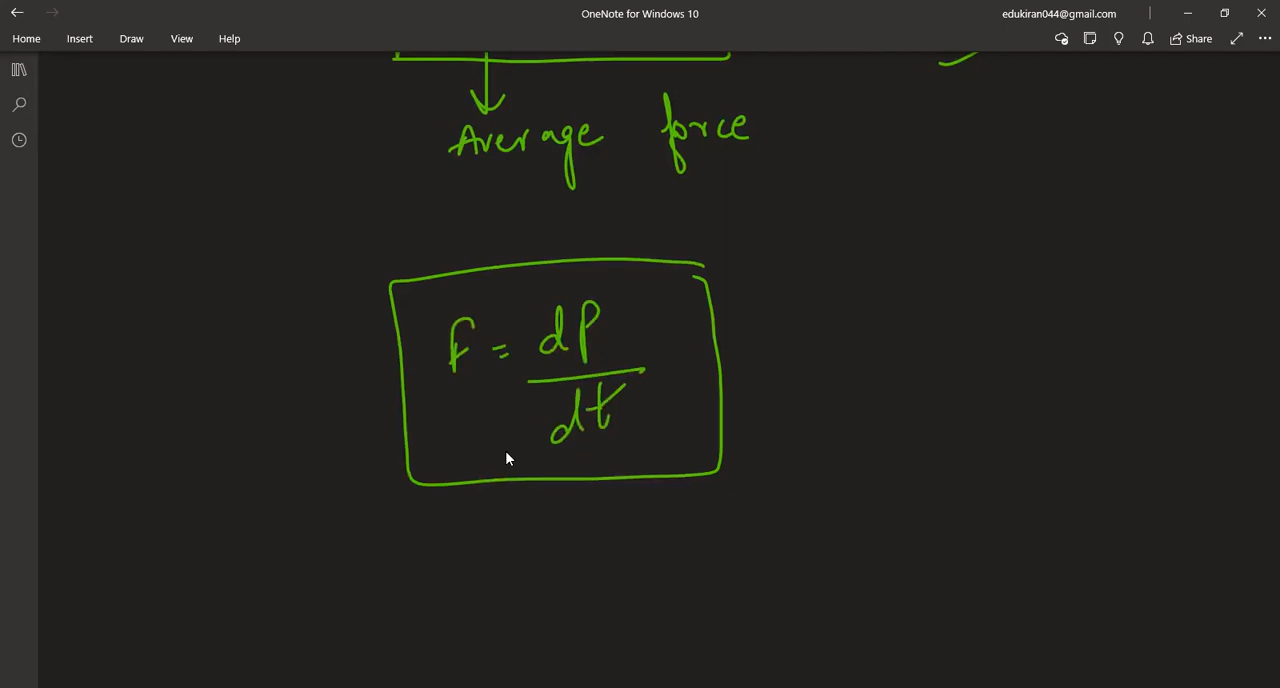 OneNote for Windows 10
edukiran044@gmail.com
Home Insert Draw View Help
Share
Average force
F = dP
dt